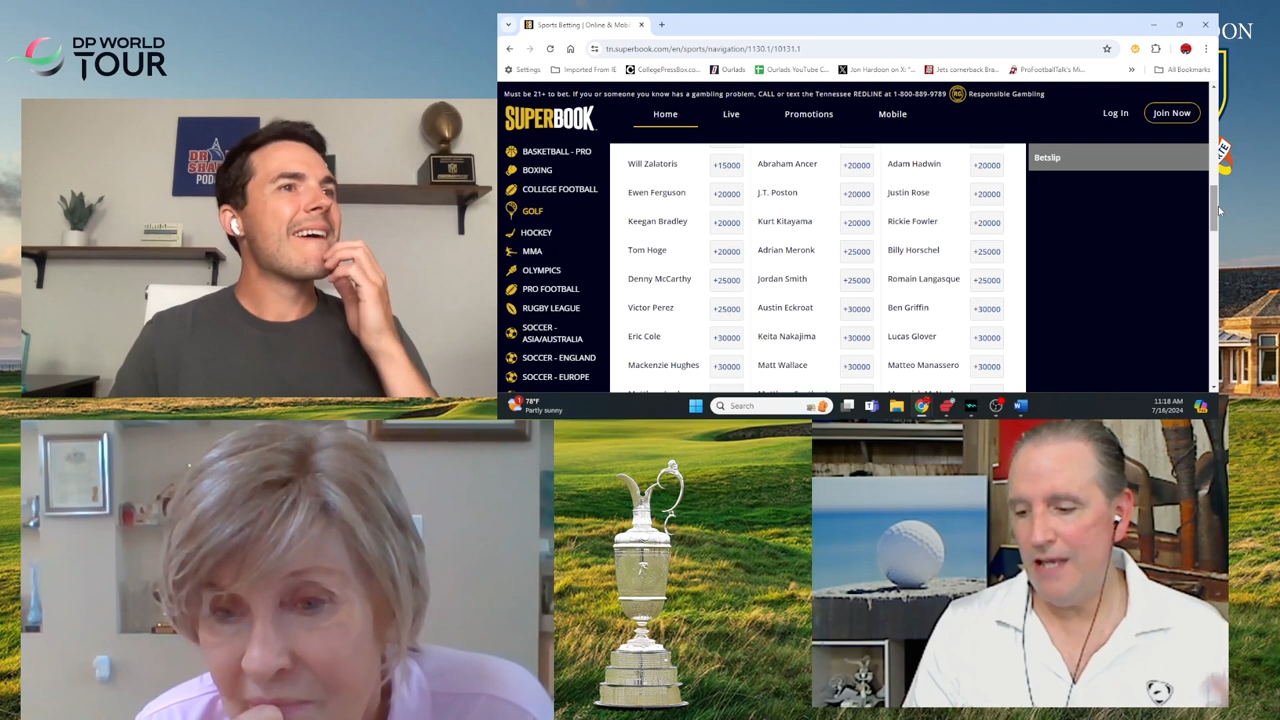 DP WORLD
TOUR
OON
DR
POD
Sports Betting | Online & Mobi
tn.superbook.com/en/sports/navigation/1130.1/10131.1
Settings
Imported From IE
CollegePressBox.co...
Ourlads
Ourlads YouTube C...
Jon Hardoon on X: "...
Jets cornerback Bra...
ProFootballTalk's Mi...
All Bookmarks
Must be 21+ to bet. If you or someone you know has a gambling problem, CALL or text the Tennessee REDLINE at 1-800-889-9789 RG Responsible Gambling
SUPERBOOK
Home
Live
Promotions
Mobile
Log In
Join Now
BASKETBALL - PRO
BOXING
COLLEGE FOOTBALL
GOLF
HOCKEY
MMA
OLYMPICS
PRO FOOTBALL
RUGBY LEAGUE
SOCCER -
ASIA/AUSTRALIA
SOCCER - ENGLAND
SOCCER - EUROPE
Will Zalatoris +15000 Abraham Ancer +20000 Adam Hadwin +20000
Ewen Ferguson +20000 J.T. Poston +20000 Justin Rose +20000
Keegan Bradley +20000 Kurt Kitayama +20000 Rickie Fowler +20000
Tom Hoge +20000 Adrian Meronk +25000 Billy Horschel +25000
Denny McCarthy +25000 Jordan Smith +25000 Romain Langasque +25000
Victor Perez +25000 Austin Eckroat +30000 Ben Griffin +30000
Eric Cole +30000 Keita Nakajima +30000 Lucas Glover +30000
Mackenzie Hughes +30000 Matt Wallace +30000 Matteo Manassero +30000
Betslip
78°F
Partly sunny
Search
11:18 AM
7/16/2024